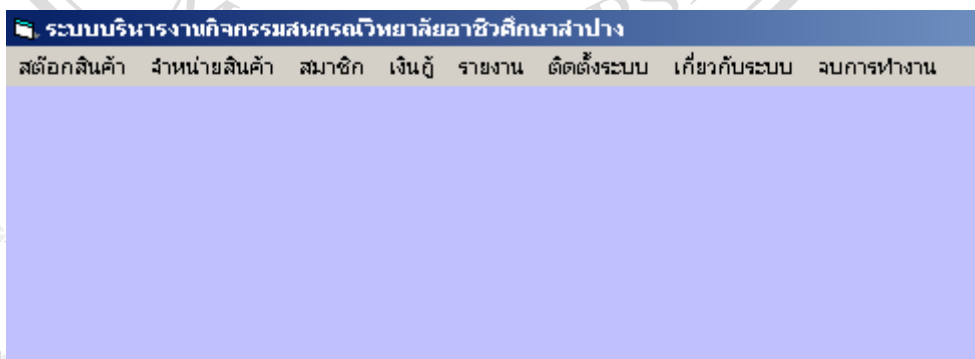 ระบบบริหารงานกิจกรรมสหกรณ์วิทยาลัยอาชีวศึกษาลำปาง
สต๊อกสินค้า จำหน่ายสินค้า สมาชิก เงินกู้ รายงาน ติดตั้งระบบ เกี่ยวกับระบบ จบการทำงาน